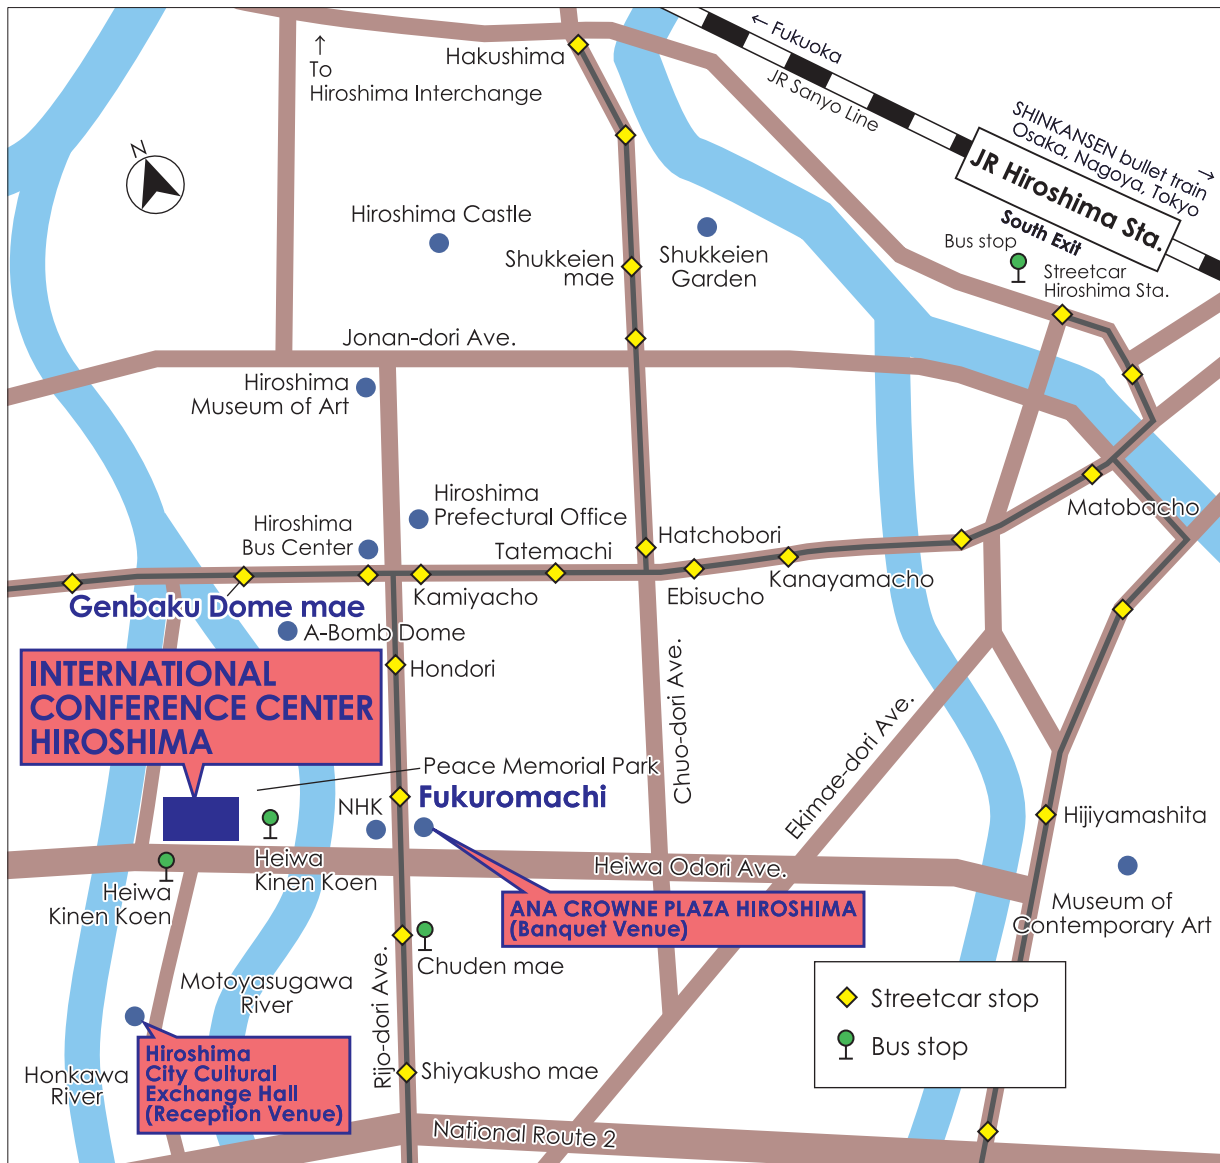 ← Fukuoka
JR Sanyo Line
Hakushima
↑
To
Hiroshima Interchange
SHINKANSEN bullet train →
Osaka, Nagoya, Tokyo
JR Hiroshima Sta.
South Exit
N
Hiroshima Castle
Shukkeien
mae
Shukkeien
Garden
Bus stop
Streetcar
Hiroshima Sta.
Jonan-dori Ave.
Hiroshima
Museum of Art
Hiroshima
Prefectural Office
Hiroshima
Bus Center
Tatemachi
Hatchobori
Matobacho
Genbaku Dome mae
Kamiyacho
Ebisucho
Kanayamacho
A-Bomb Dome
Hondori
INTERNATIONAL
CONFERENCE CENTER
HIROSHIMA
Chuo-dori Ave.
Ekimae-dori Ave.
Peace Memorial Park
Fukuromachi
NHK
Hijiyamashita
Heiwa
Kinen Koen
Heiwa
Kinen Koen
Heiwa Odori Ave.
ANA CROWNE PLAZA HIROSHIMA
(Banquet Venue)
Museum of
Contemporary Art
Chuden mae
Motoyasugawa
River
Rijo-dori Ave.
Streetcar stop
Bus stop
Hiroshima
City Cultural
Exchange Hall
(Reception Venue)
Honkawa
River
Shiyakusho mae
National Route 2